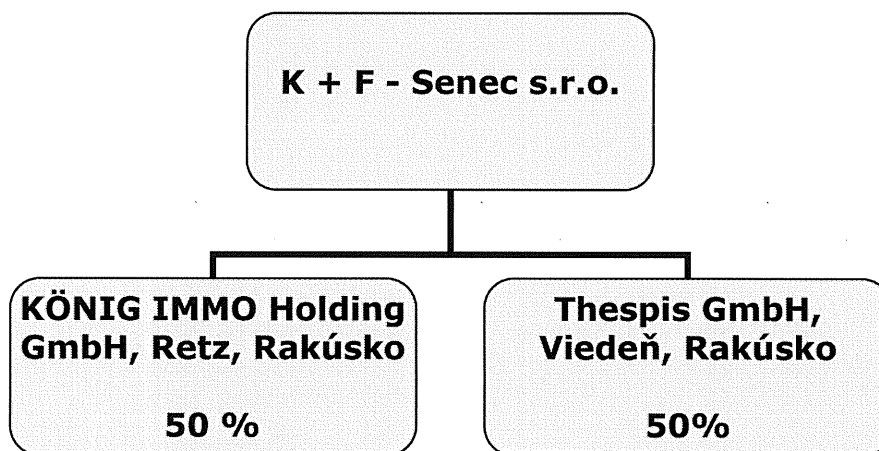 K + F - Senec s.r.o.
KÖNIG IMMO Holding
GmbH, Retz, Rakúsko
50 %
Thespis GmbH,
Viedeň, Rakúsko
50%